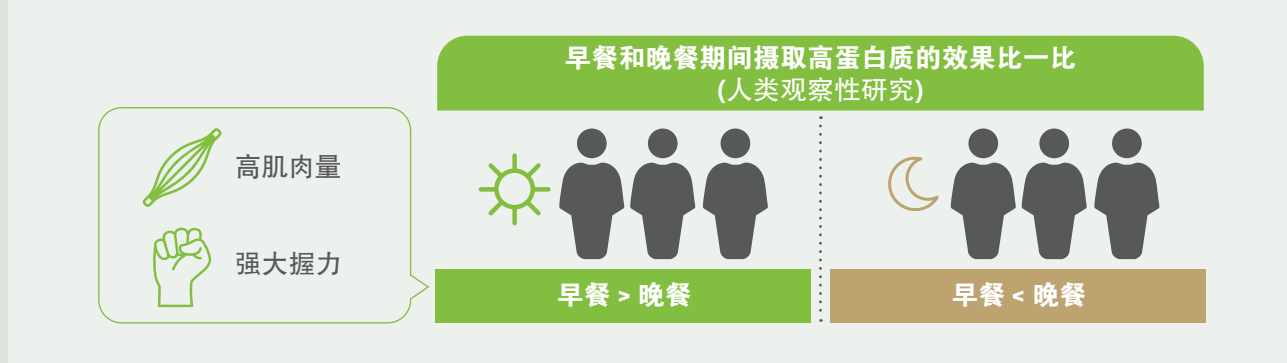 早餐和晚餐期间摄取高蛋白质的效果比一比
(人类观察性研究)
高肌肉量
强大握力
早餐 > 晚餐
早餐 < 晚餐